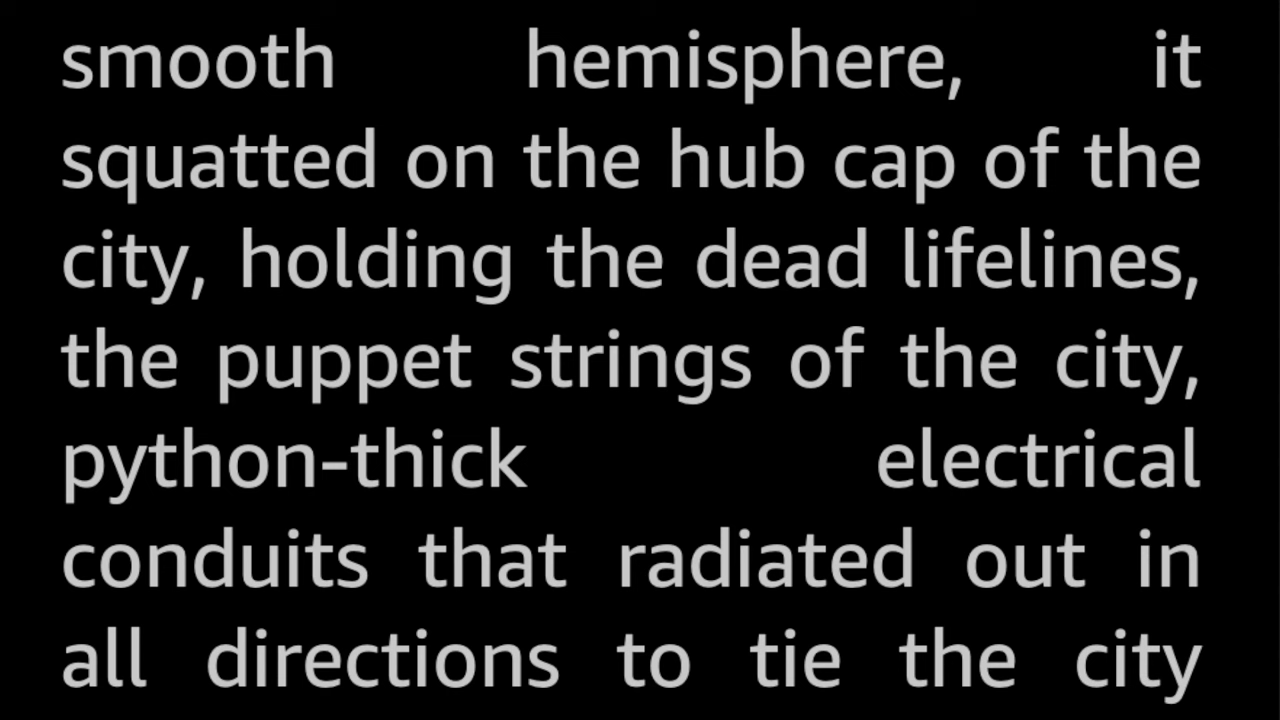 smooth hemisphere, it
squatted on the hub cap of the
city, holding the dead lifelines,
the puppet strings of the city,
python-thick electrical
conduits that radiated out in
all directions to tie the city